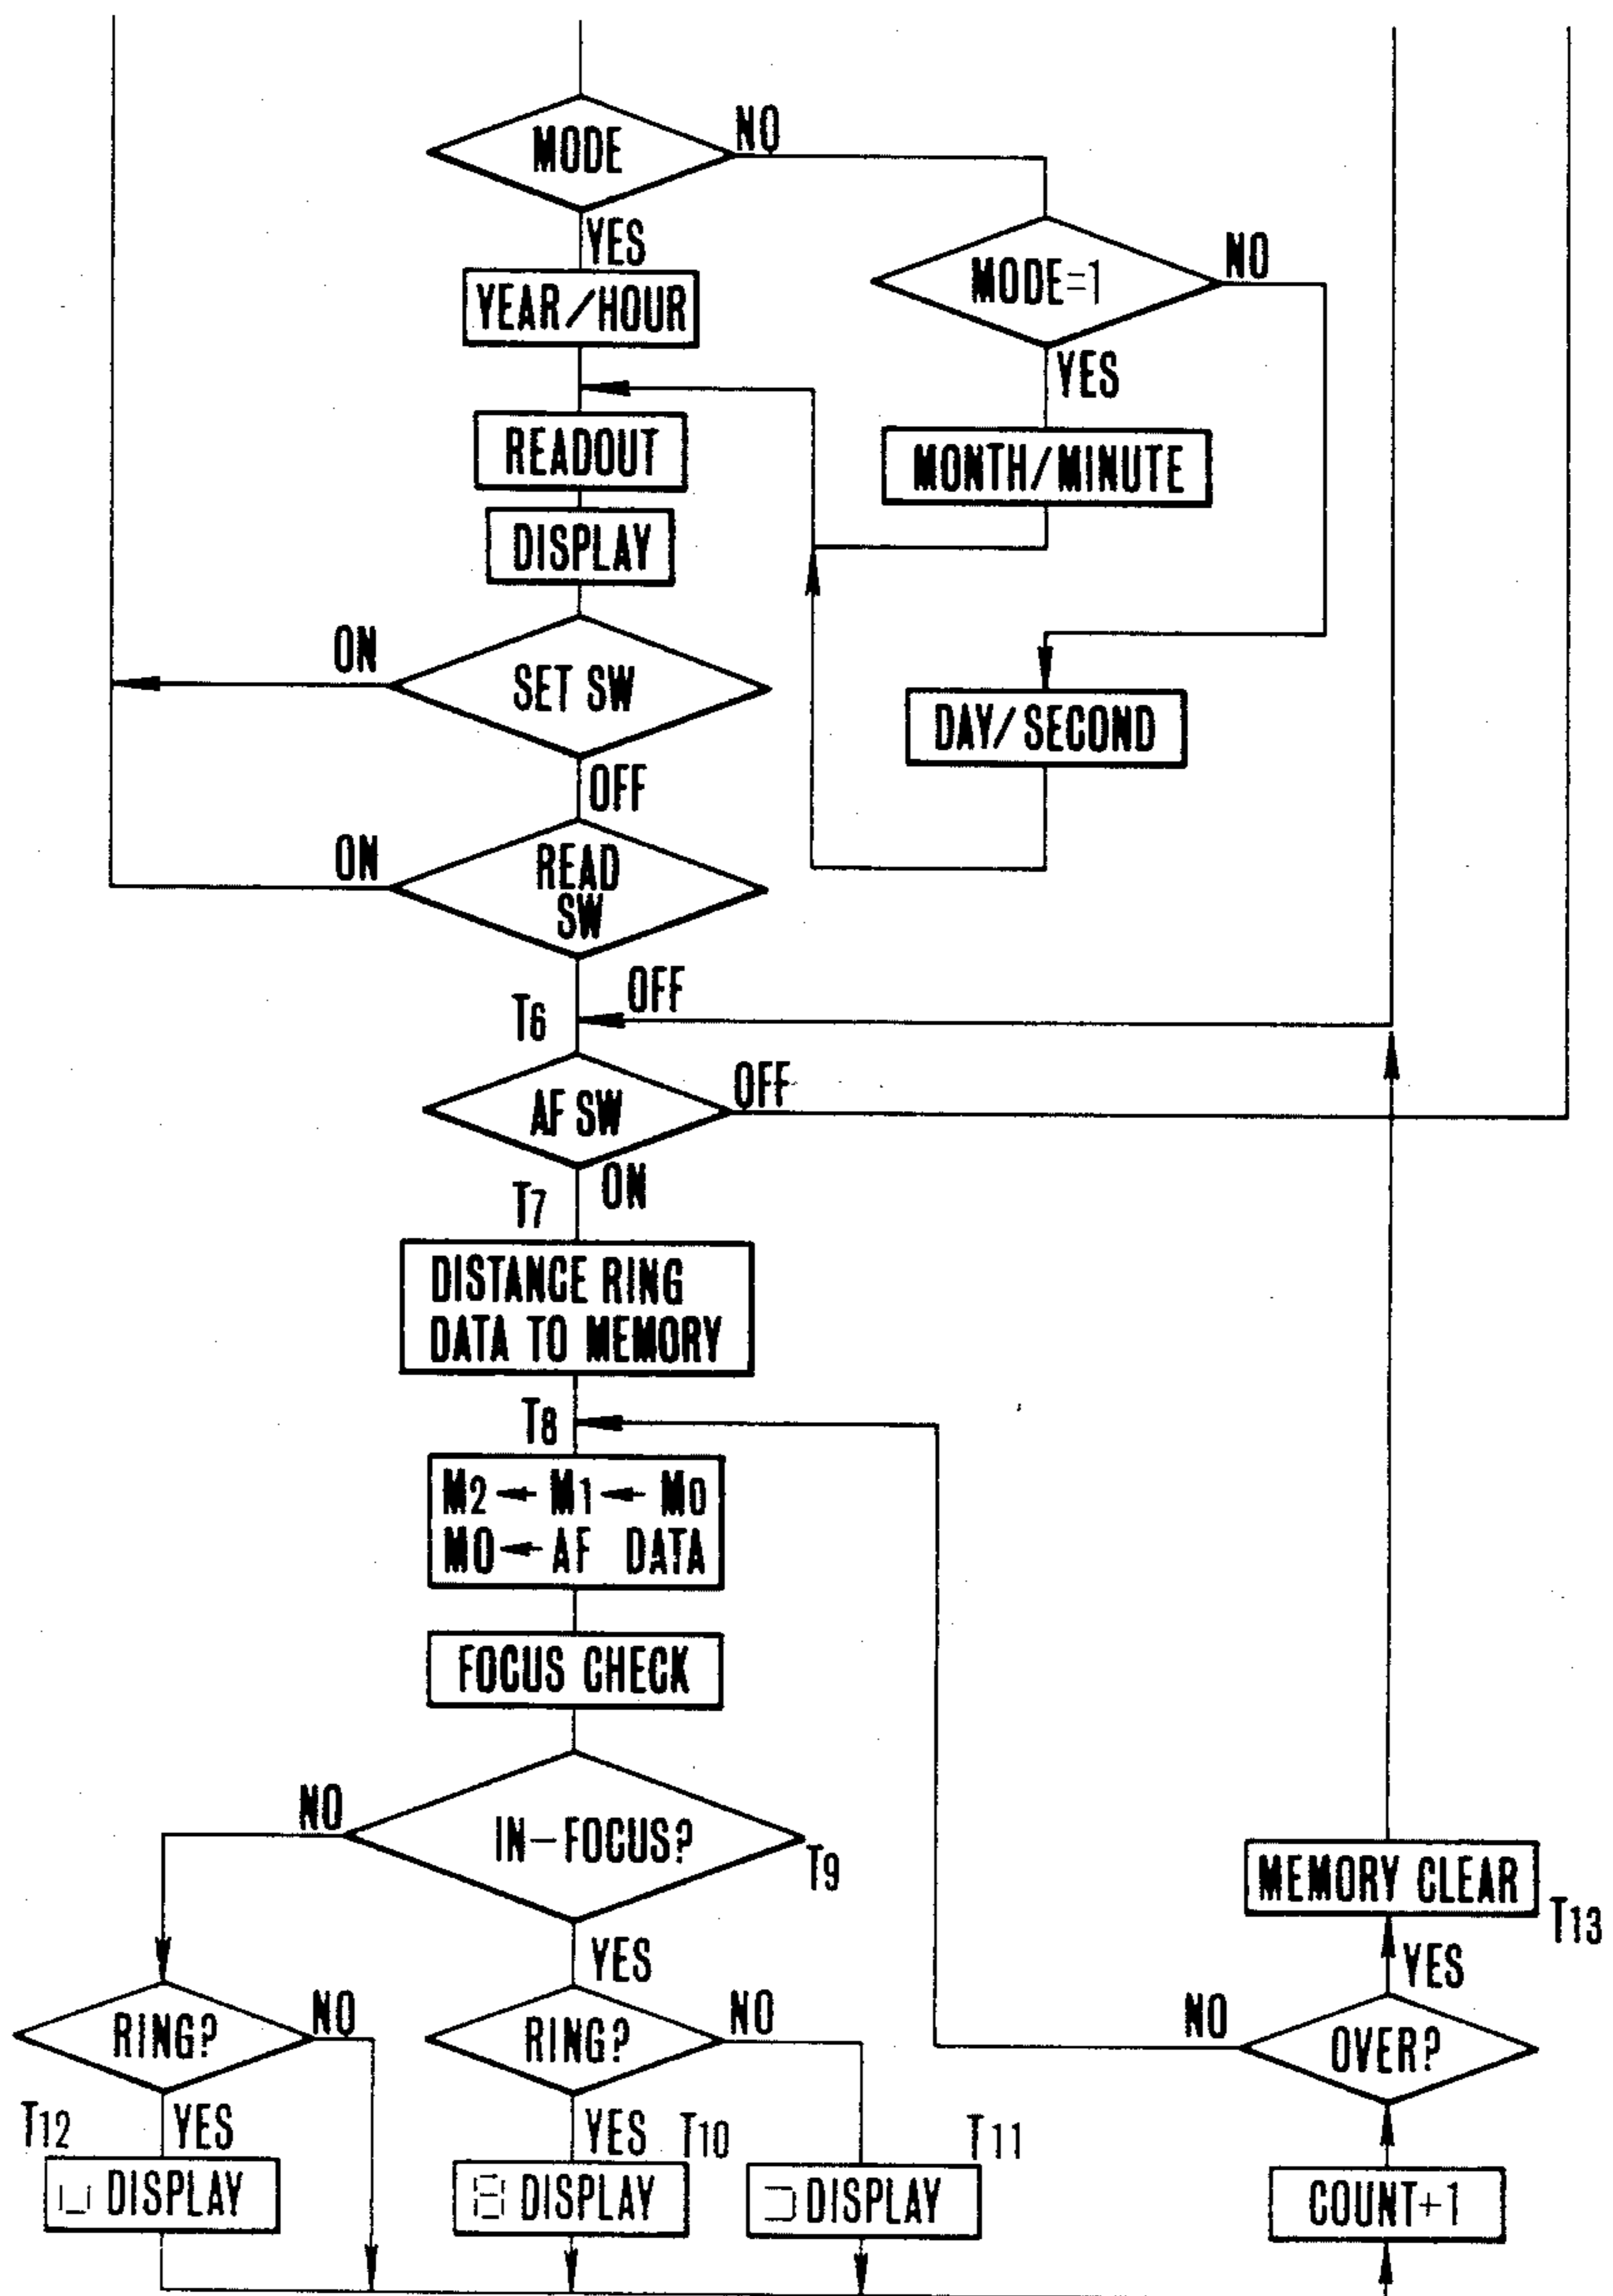 MODE
NO
YES
MODE=1
NO
YEAR/HOUR
YES
READOUT
MONTH/MINUTE
DISPLAY
ON
SET SW
DAY/SECOND
OFF
ON
READ
SW
T6
OFF
AF SW
OFF
T7
ON
DISTANCE RING
DATA TO MEMORY
T8
M2 ← M1 ← M0
M0 ← AF DATA
FOCUS CHECK
NO
IN-FOCUS?
T9
MEMORY CLEAR
T13
YES
YES
RING?
NO
RING?
NO
NO
OVER?
T12
YES
YES
T10
T11
DISPLAY
DISPLAY
DISPLAY
COUNT+1